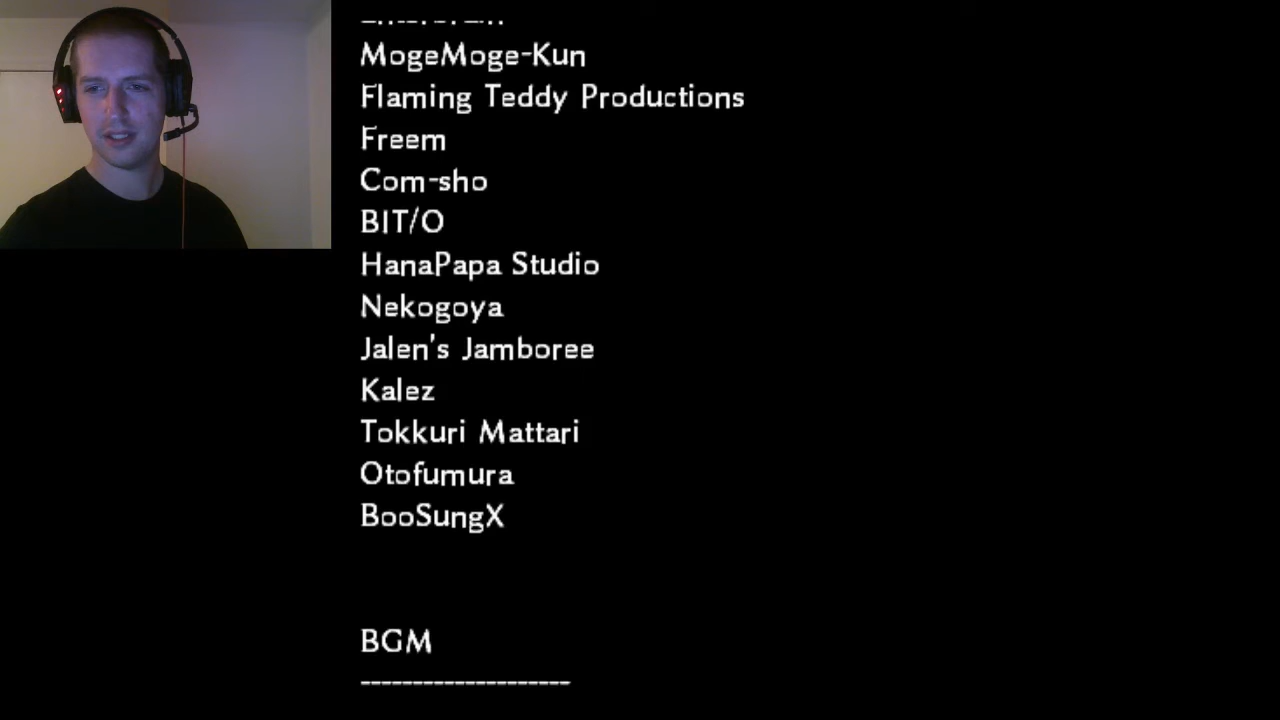 MogeMoge-Kun
Flaming Teddy Productions
Freem
Com-sho
BIT/O
HanaPapa Studio
Nekogoya
Jalen's Jamboree
Kalez
Tokkuri Mattari
Otofumura
BooSungX
BGM
--------------------